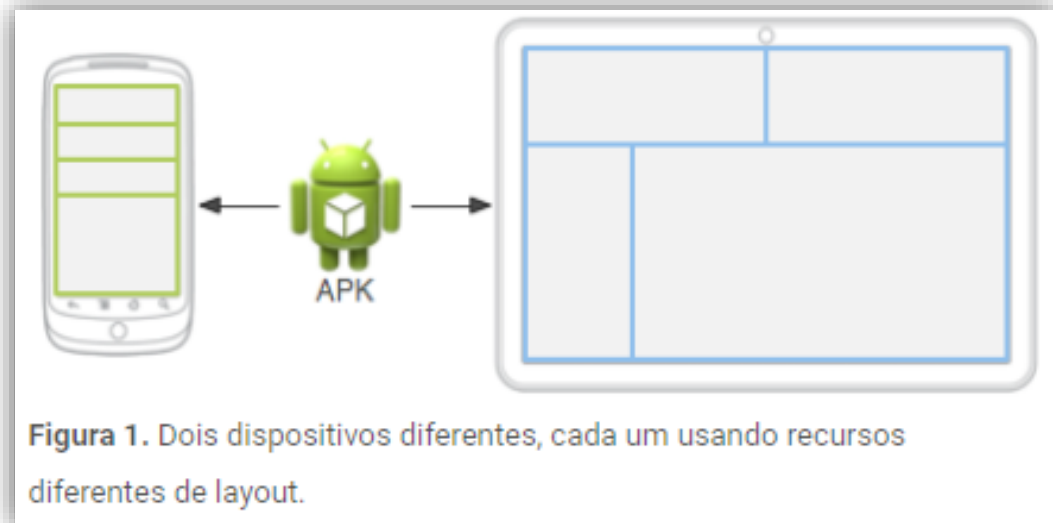 APK
Figura 1. Dois dispositivos diferentes, cada um usando recursos
diferentes de layout.